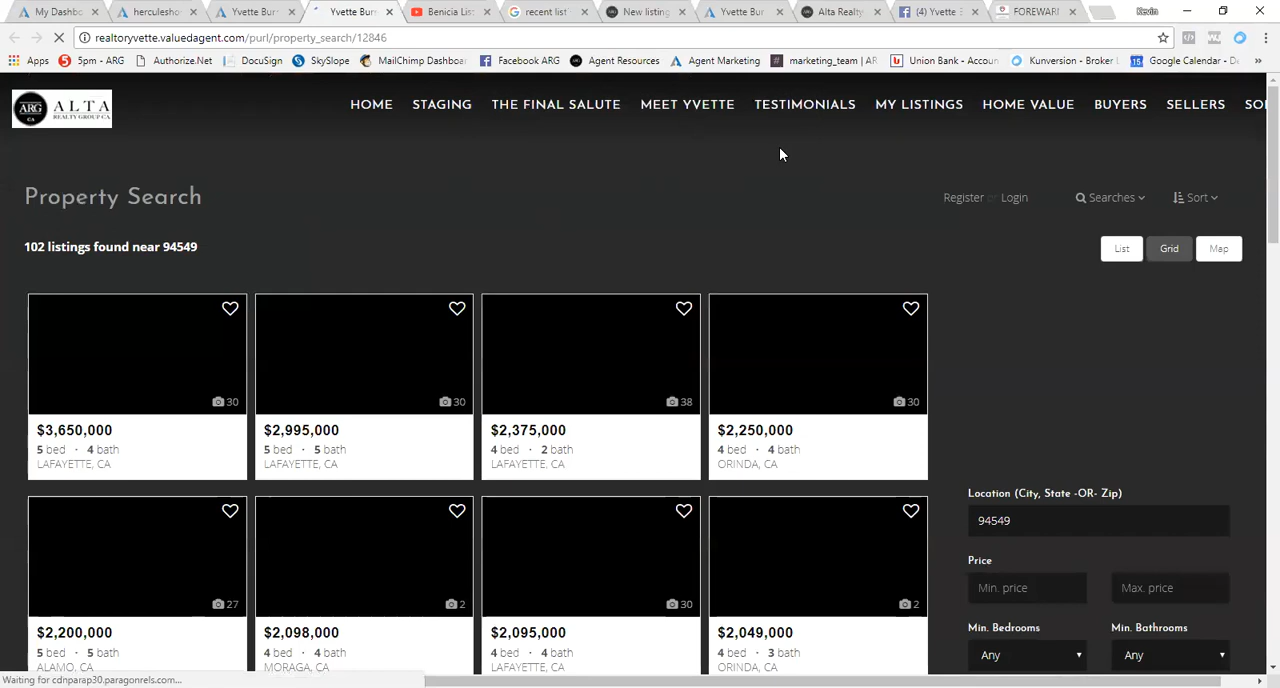 My Dashbo
herculesho
Yvette Bur
Yvette Bur
Benicia Lis
recent list
New listing
Yvette Bur
Alta Realty
(4) Yvette
FOREWAR
Kevin
realtoryvette.valuedagent.com/purl/property_search/12846
Apps
5pm - ARG
Authorize.Net
DocuSign
SkySlope
MailChimp Dashboar
Facebook ARG
Agent Resources
Agent Marketing
marketing_team | AR
Union Bank - Accoun
Kunversion - Broker
Google Calendar - De
ARG CA
ALTA
REALTY GROUP CA.
HOME
STAGING
THE FINAL SALUTE
MEET YVETTE
TESTIMONIALS
MY LISTINGS
HOME VALUE
BUYERS
SELLERS
SO
Property Search
Register or Login
Searches
Sort
102 listings found near 94549
List
Grid
Map
30
30
38
30
$3,650,000
5 bed · 4 bath
LAFAYETTE, CA
$2,995,000
5 bed · 5 bath
LAFAYETTE, CA
$2,375,000
4 bed · 2 bath
LAFAYETTE, CA
$2,250,000
4 bed · 4 bath
ORINDA, CA
27
2
30
2
$2,200,000
5 bed · 5 bath
ALAMO, CA
$2,098,000
4 bed · 4 bath
MORAGA, CA
$2,095,000
4 bed · 4 bath
LAFAYETTE, CA
$2,049,000
4 bed · 3 bath
ORINDA, CA
Location (City, State -OR- Zip)
94549
Price
Min. price
Max. price
Min. Bedrooms
Min. Bathrooms
Any
Any
Waiting for cdnparap30.paragonrels.com...